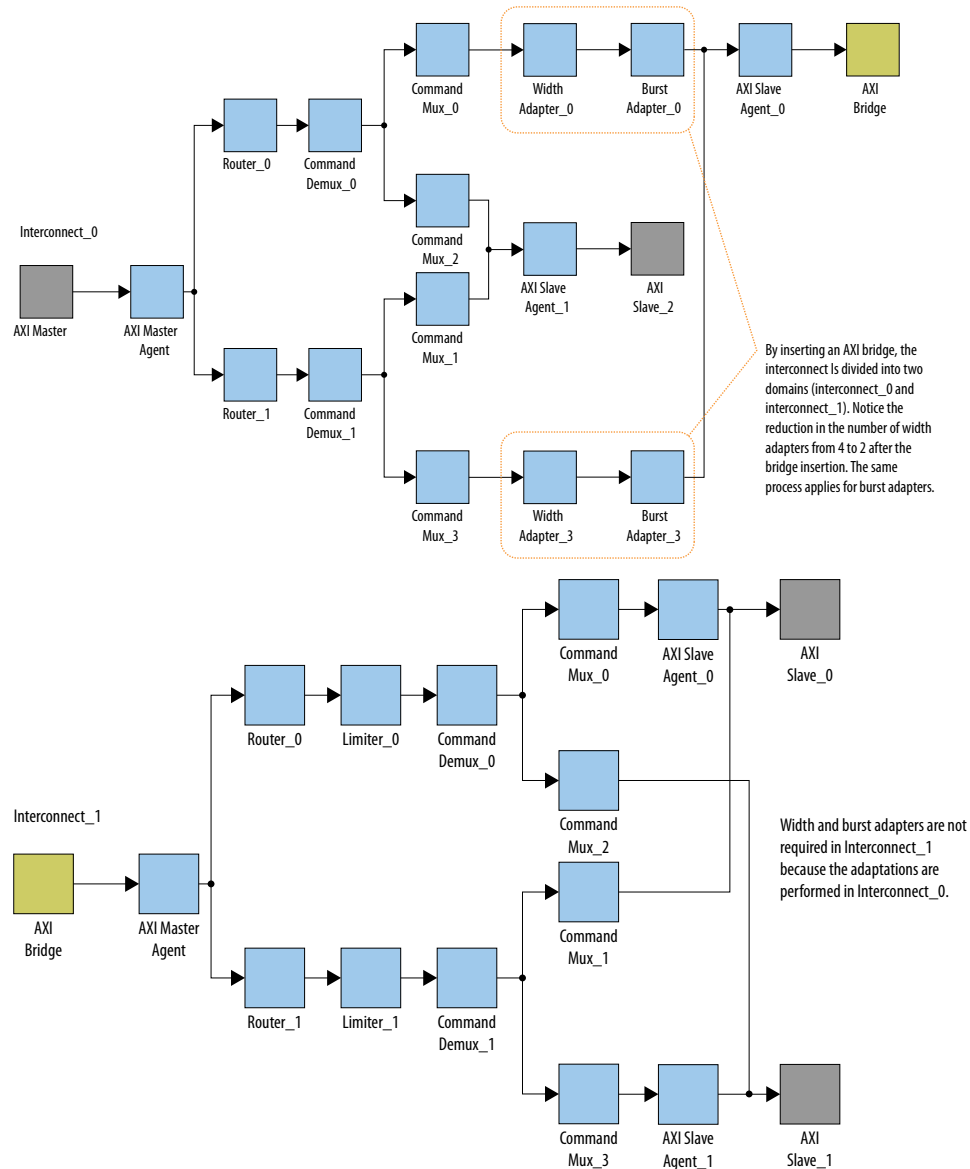 Command
Mux_0
Width
Adapter_0
Burst
Adapter_0
AXI Slave
Agent_0
AXI
Bridge
Router_0
Command
Demux_0
Interconnect_0
Command
Mux_2
AXI Slave
Agent_1
AXI
Slave_2
AXI Master
AXI Master
Agent
Command
Mux_1
Router_1
Command
Demux_1
By inserting an AXI bridge, the
interconnect Is divided into two
domains (interconnect_0 and
interconnect_1). Notice the
reduction in the number of width
adapters from 4 to 2 after the
bridge insertion. The same
process applies for burst adapters.
Command
Mux_3
Width
Adapter_3
Burst
Adapter_3
Command
Mux_0
AXI Slave
Agent_0
AXI
Slave_0
Router_0
Limiter_0
Command
Demux_0
Interconnect_1
Command
Mux_2
Width and burst adapters are not
required in Interconnect_1
because the adaptations are
performed in Interconnect_0.
AXI
Bridge
AXI Master
Agent
Command
Mux_1
Router_1
Limiter_1
Command
Demux_1
Command
Mux_3
AXI Slave
Agent_1
AXI
Slave_1